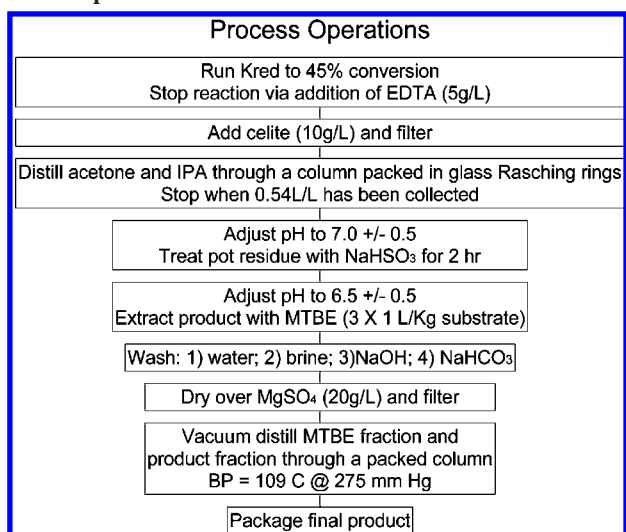 Process Operations
Run Kred to 45% conversion
Stop reaction via addition of EDTA (5g/L)
Add celite (10g/L) and filter
Distill acetone and IPA through a column packed in glass Rasching rings
Stop when 0.54L/L has been collected
Adjust pH to 7.0 +/- 0.5
Treat pot residue with NaHSO₃ for 2 hr
Adjust pH to 6.5 +/- 0.5
Extract product with MTBE (3 X 1 L/Kg substrate)
Wash: 1) water; 2) brine; 3)NaOH; 4) NaHCO₃
Dry over MgSO₄ (20g/L) and filter
Vacuum distill MTBE fraction and
product fraction through a packed column
BP = 109 C @ 275 mm Hg
Package final product